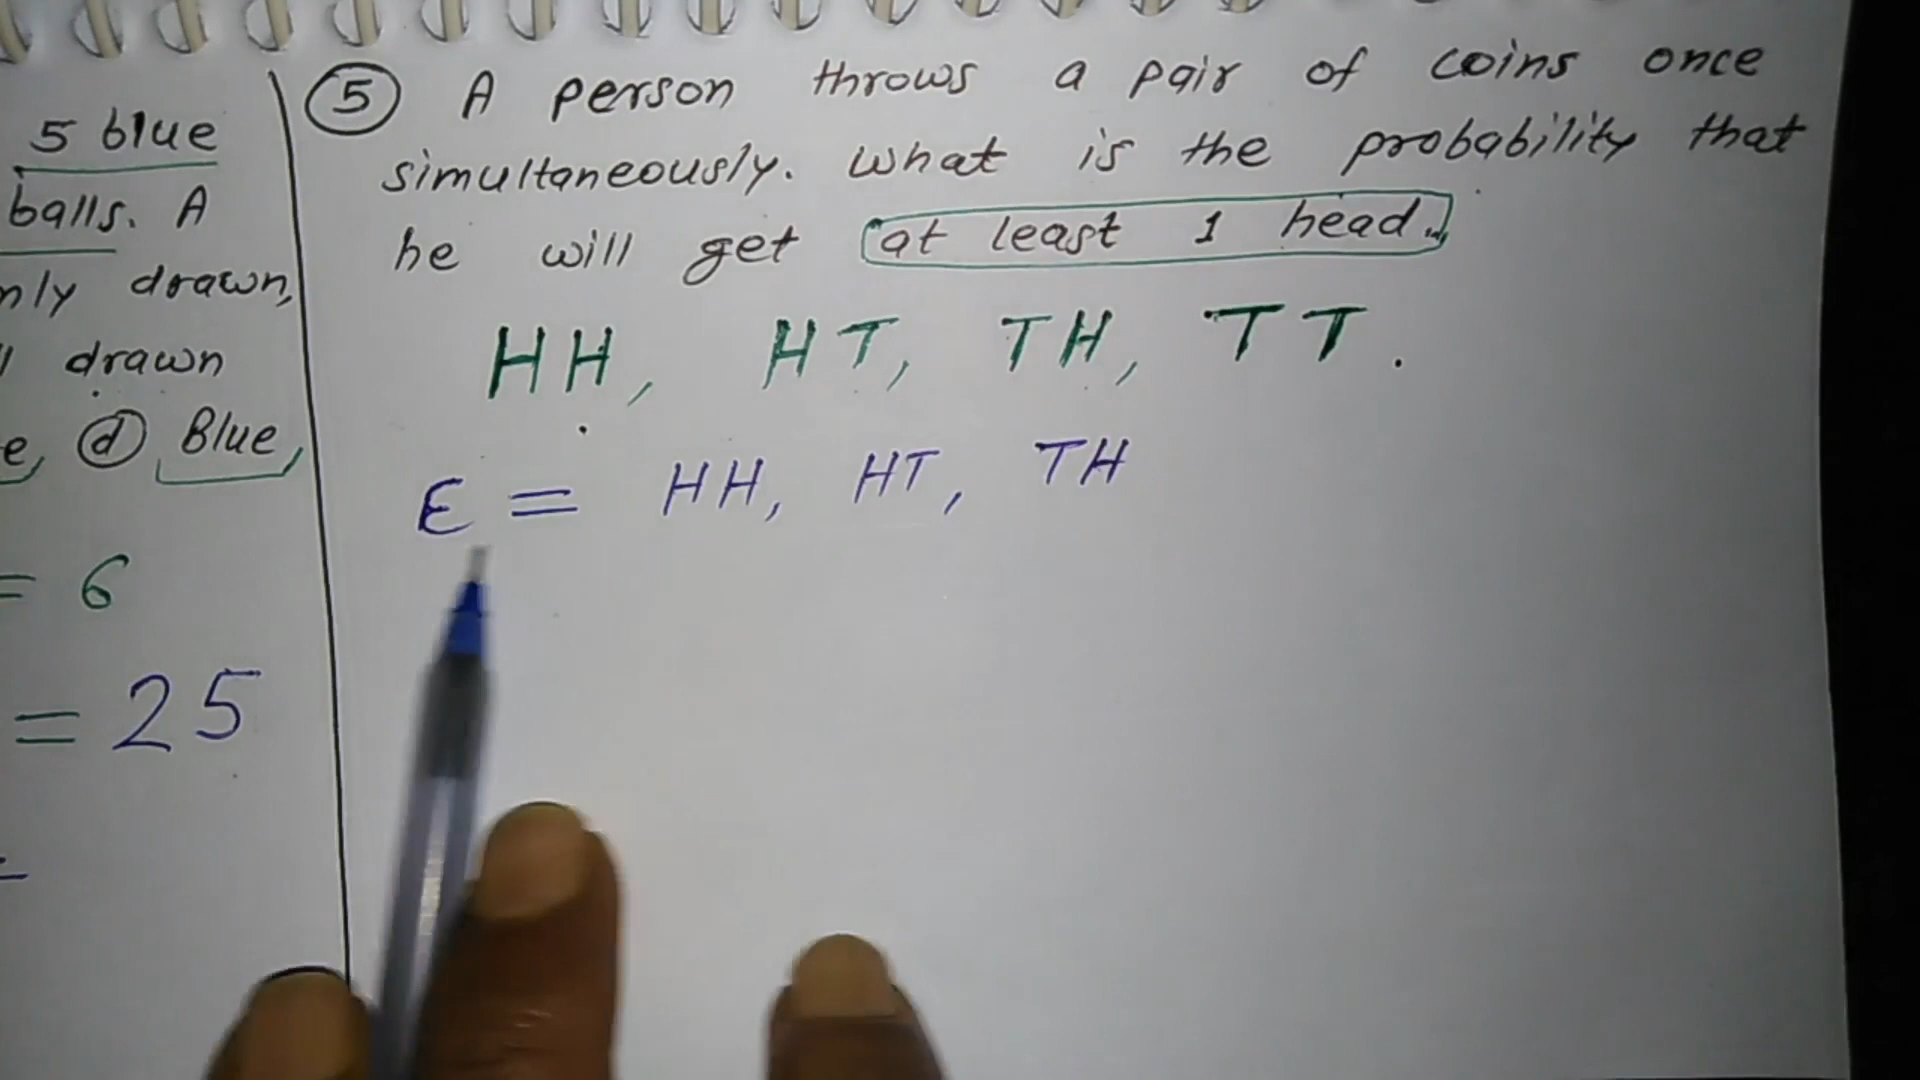 5 blue
balls. A
nly drawn,
drawn
e, d Blue,
= 6
= 25
5 A person throws a pair of coins once
simultaneously. What is the probability that
he will get at least 1 head.
HH, HT, TH, TT.
E = HH, HT, TH